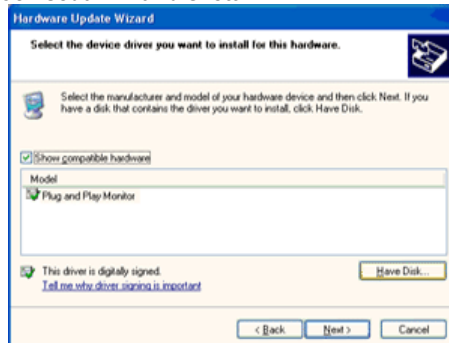 Hardware Update Wizard
Select the device driver you want to install for this hardware.
Select the manufacturer and model of your hardware device and then click Next. If you
have a disk that contains the driver you want to install, click Have Disk.
Show compatible hardware
Model
Plug and Play Monitor
This driver is digitally signed.
Have Disk...
Tell me why driver signing is important
< Back
Next >
Cancel